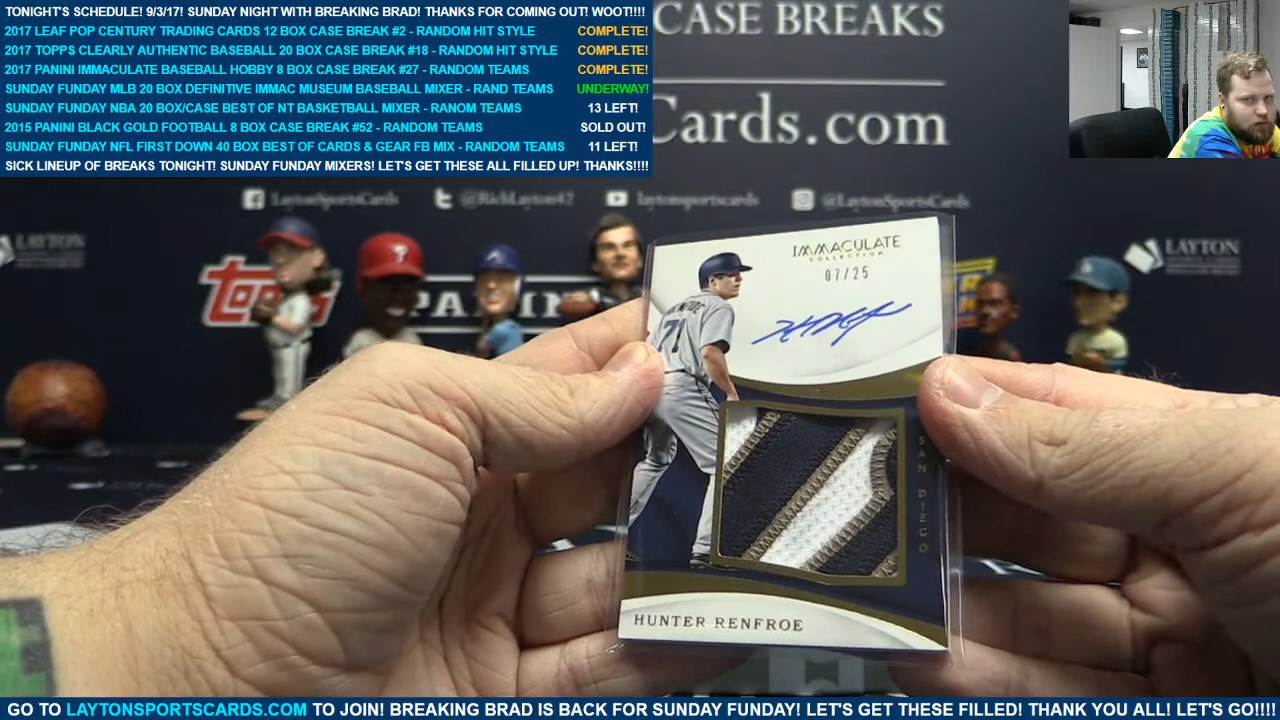 TONIGHT'S SCHEDULE! 9/3/17! SUNDAY NIGHT WITH BREAKING BRAD! THANKS FOR COMING OUT! WOOT!!!!
2017 LEAF POP CENTURY TRADING CARDS 12 BOX CASE BREAK #2 - RANDOM HIT STYLE COMPLETE!
2017 TOPPS CLEARLY AUTHENTIC BASEBALL 20 BOX CASE BREAK #18 - RANDOM HIT STYLE COMPLETE!
2017 PANINI IMMACULATE BASEBALL HOBBY 8 BOX CASE BREAK #27 - RANDOM TEAMS COMPLETE!
SUNDAY FUNDAY MLB 20 BOX DEFINITIVE IMMAC MUSEUM BASEBALL MIXER - RAND TEAMS UNDERWAY!
SUNDAY FUNDAY NBA 20 BOX/CASE BEST OF NT BASKETBALL MIXER - RANOM TEAMS 13 LEFT!
2015 PANINI BLACK GOLD FOOTBALL 8 BOX CASE BREAK #52 - RANDOM TEAMS SOLD OUT!
SUNDAY FUNDAY NFL FIRST DOWN 40 BOX BEST OF CARDS & GEAR FB MIX - RANDOM TEAMS 11 LEFT!
SICK LINEUP OF BREAKS TONIGHT! SUNDAY FUNDAY MIXERS! LET'S GET THESE ALL FILLED UP! THANKS!!!!
CASE BREAKS
Cards.com
LaytonSportsCards @RichLayton42 laytonsportscards @LaytonSportsCards
LAYTON
LAYTON
topps
PANINI
IMMACULATE
COLLECTION
07/25
71
SAN DIEGO
HUNTER RENFROE
GO TO LAYTONSPORTSCARDS.COM TO JOIN! BREAKING BRAD IS BACK FOR SUNDAY FUNDAY! LET'S GET THESE FILLED! THANK YOU ALL! LET'S GO!!!!